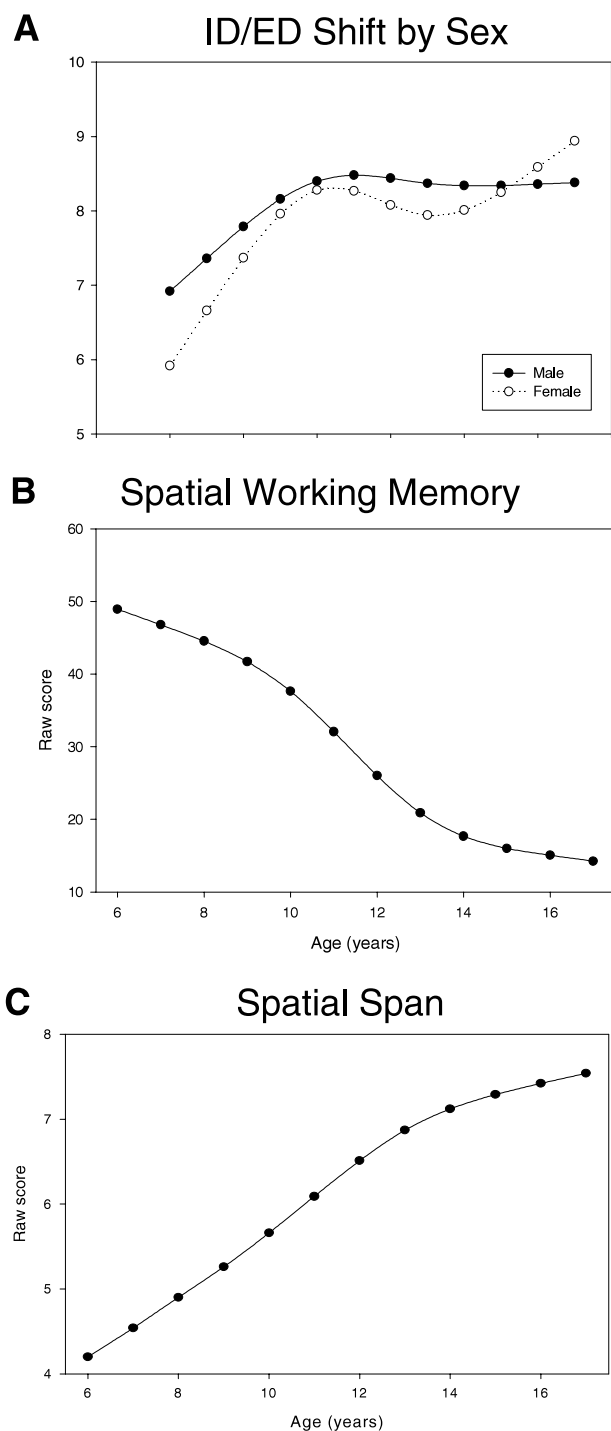 A ID/ED Shift by Sex
10
9
8
7
6
5
Male
Female
B Spatial Working Memory
60
50
40
30
20
10
Raw score
6 8 10 12 14 16
Age (years)
C Spatial Span
8
7
6
5
4
Raw score
6 8 10 12 14 16
Age (years)